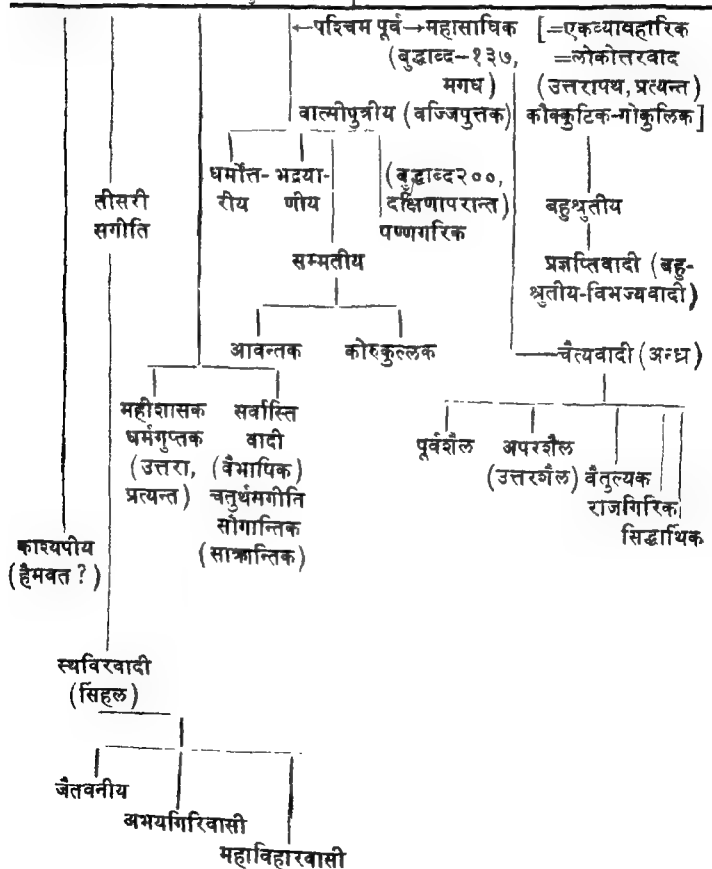 ←पश्चिम पूर्व→महासाघिक [=एकव्यावहारिक
(बुद्धाब्द-१३७, =लोकोत्तरवाद
मगध) (उत्तरापथ, प्रत्यन्त)
वात्मीपुत्रीय (वज्जिपुत्तक) कौक्कुटिक-गोकुलिक]
धर्मोत्त- भद्रया- (बुद्धाब्द२००,
तीसरी रीय णीय दक्षिणापरान्त) बहुश्रुतीय
सगीति पण्णगरिक
सम्मतीय प्रज्ञप्तिवादी (बहु-
श्रुतीय-विभज्यवादी)
आवन्तक कोरुकुल्लक चैत्यवादी (अन्ध्र)
महीशासक सर्वास्ति
धर्मगुप्तक वादी पूर्वशैल अपरशैल
(उत्तरा, (वैभाषिक) (उत्तरशैल) वैतुल्यक
प्रत्यन्त) चतुर्थमगीति राजगिरिक
सौगान्तिक सिद्धार्थिक
काश्यपीय (साक्रान्तिक)
(हैमवत ?)
स्थविरवादी
(सिंहल)
जेतवनीय
अभयगिरिवासी
महाविहारवासी